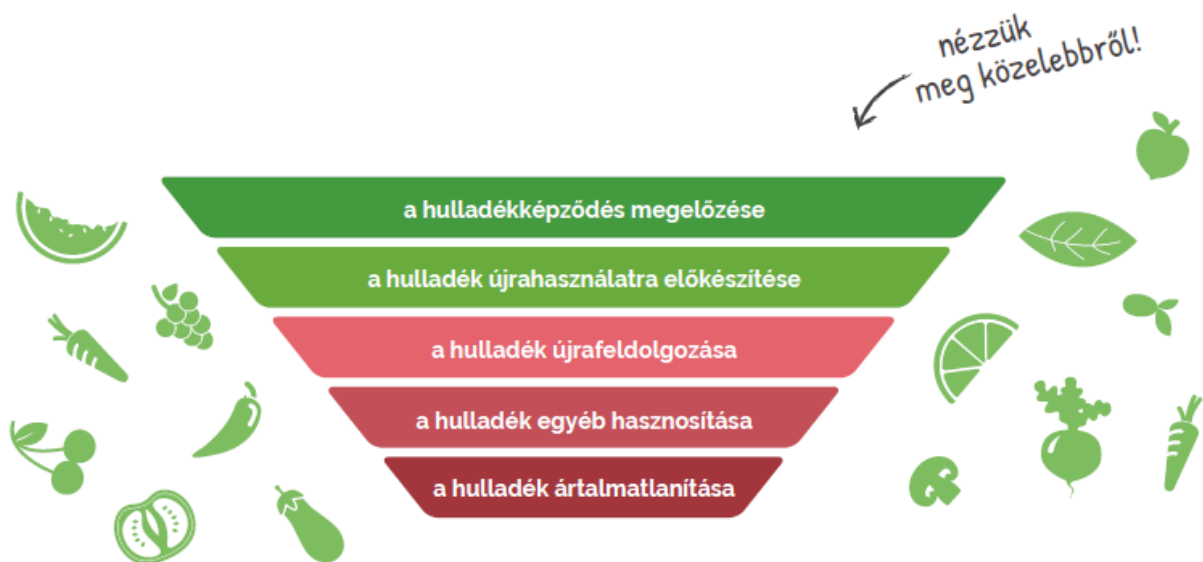 nézzük
meg közelebbről!
a hulladékképződés megelőzése
a hulladék újrahasználatra előkészítése
a hulladék újrafeldolgozása
a hulladék egyéb hasznosítása
a hulladék ártalmatlanítása